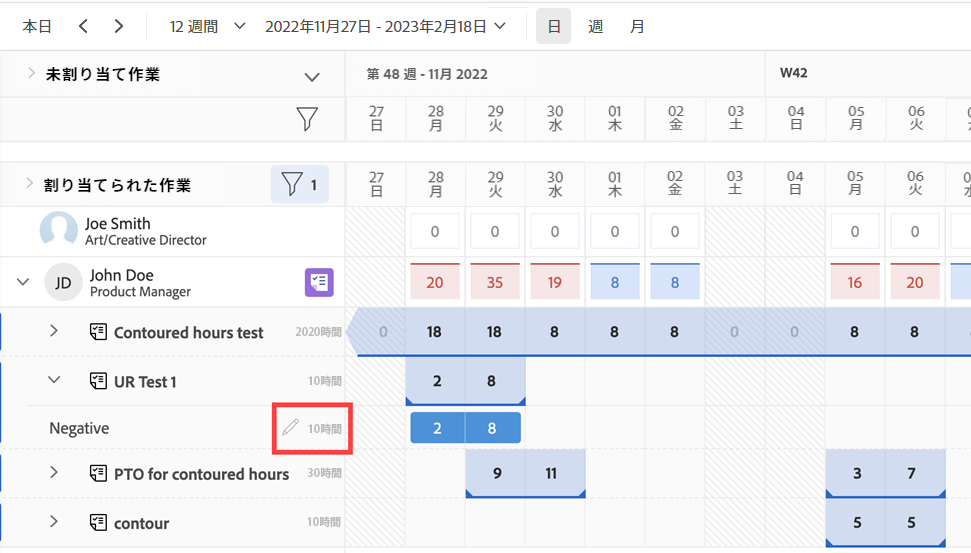 本日 12 週間 2022年11月27日 - 2023年2月18日 日 週 月
未割り当て作業 第 48 週 - 11月 2022 W42
27 28 29 30 01 02 03 04 05 06
日 月 火 水 木 金 土 日 月 火
割り当てられた作業 1 27 28 29 30 01 02 03 04 05 06
日 月 火 水 木 金 土 日 月 火
Joe Smith
Art/Creative Director
0 0 0 0 0 0 0
JD John Doe
Product Manager
20 35 19 8 8 16 20
Contoured hours test 2020時間 0 18 18 8 8 8 0 0 8 8
UR Test 1 10時間 2 8
Negative 10時間 2 8
PTO for contoured hours 30時間 9 11 3 7
contour 10時間 5 5